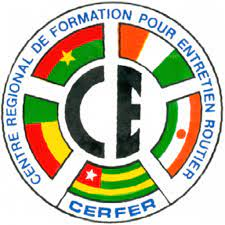 CENTRE REGIONAL DE FORMATION POUR ENTRETIEN ROUTIER
CE
CERFER